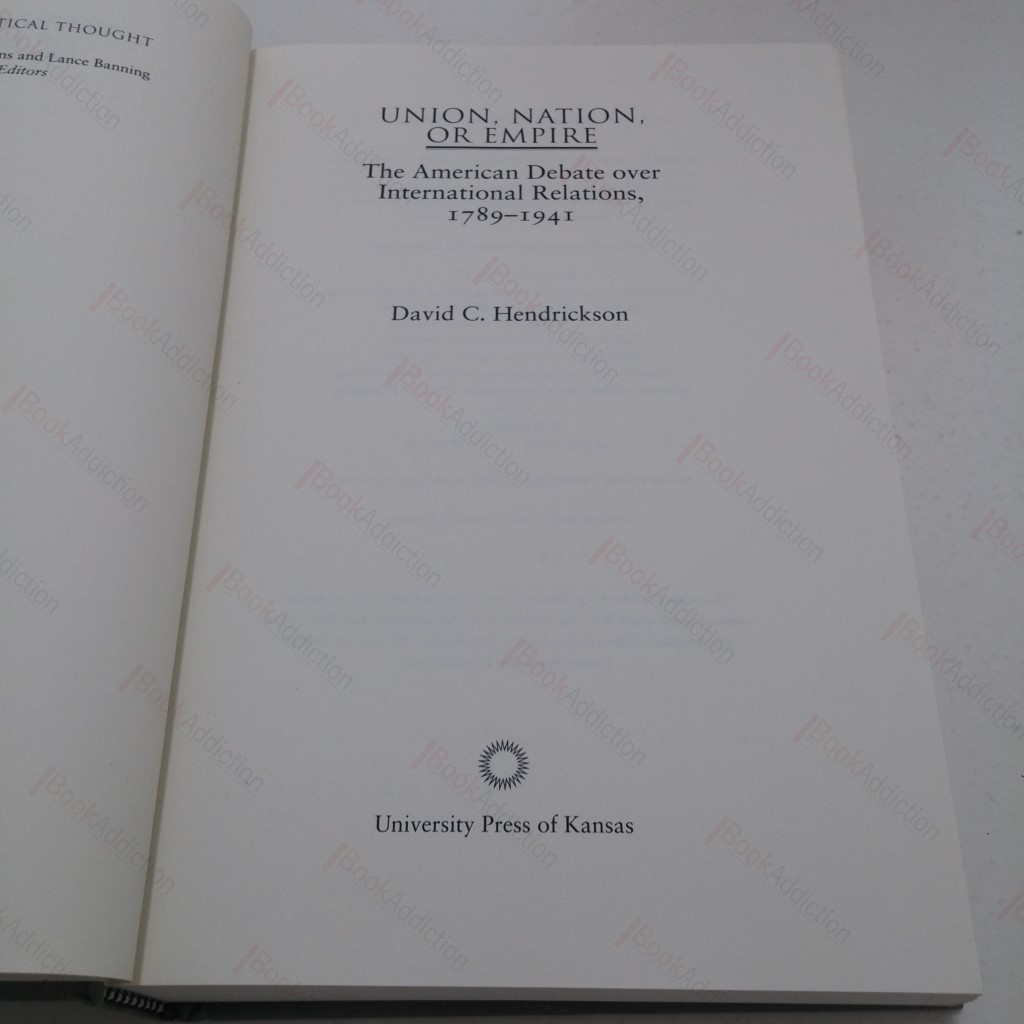 TICAL THOUGHT
ns and Lance Banning
Editors
UNION, NATION,
OR EMPIRE
The American Debate over
International Relations,
1789–1941
David C. Hendrickson
University Press of Kansas
BookAddiction